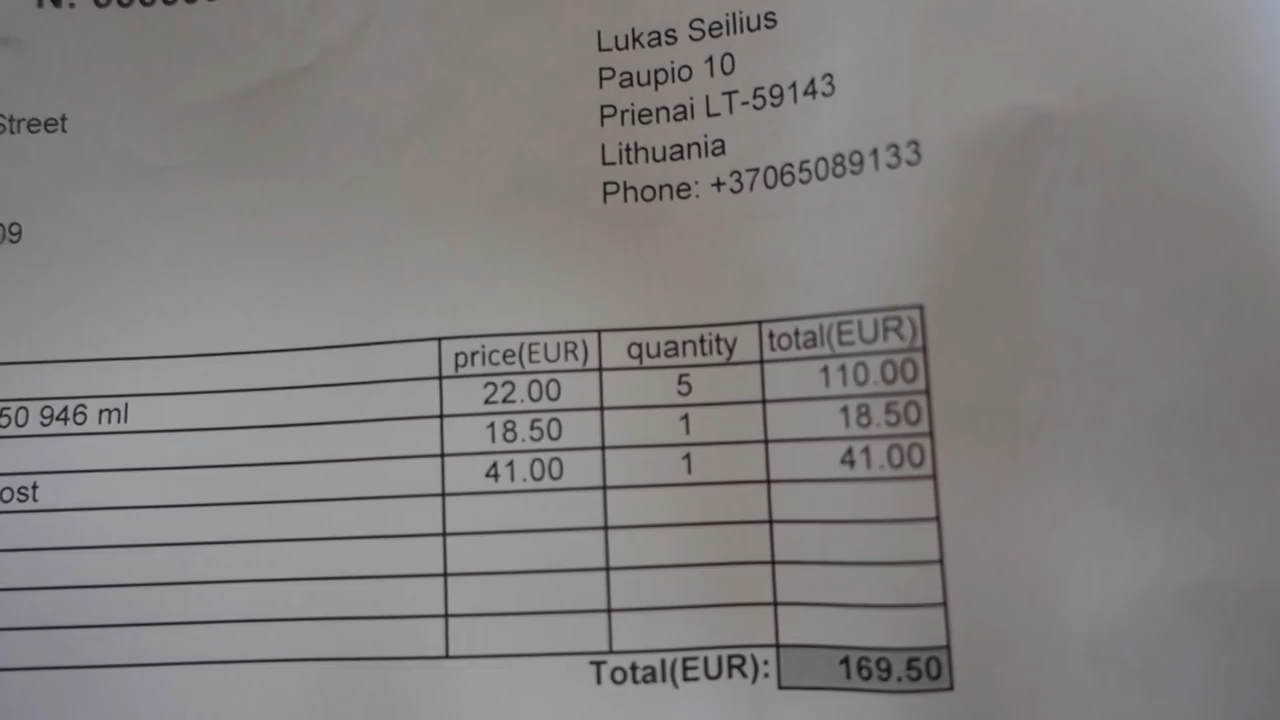 Lukas Seilius
Paupio 10
Prienai LT-59143
Street
Lithuania
Phone: +37065089133
09
price(EUR) quantity total(EUR)
22.00 5 110.00
50 946 ml
18.50 1 18.50
41.00 1 41.00
ost
Total(EUR): 169.50